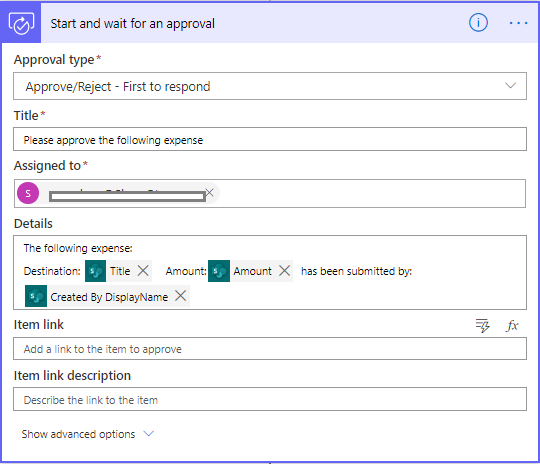 Start and wait for an approval
Approval type*
Approve/Reject - First to respond
Title*
Please approve the following expense
Assigned to*
S
Details
The following expense:
Destination: Title Amount: Amount has been submitted by:
Created By DisplayName
Item link
fx
Add a link to the item to approve
Item link description
Describe the link to the item
Show advanced options